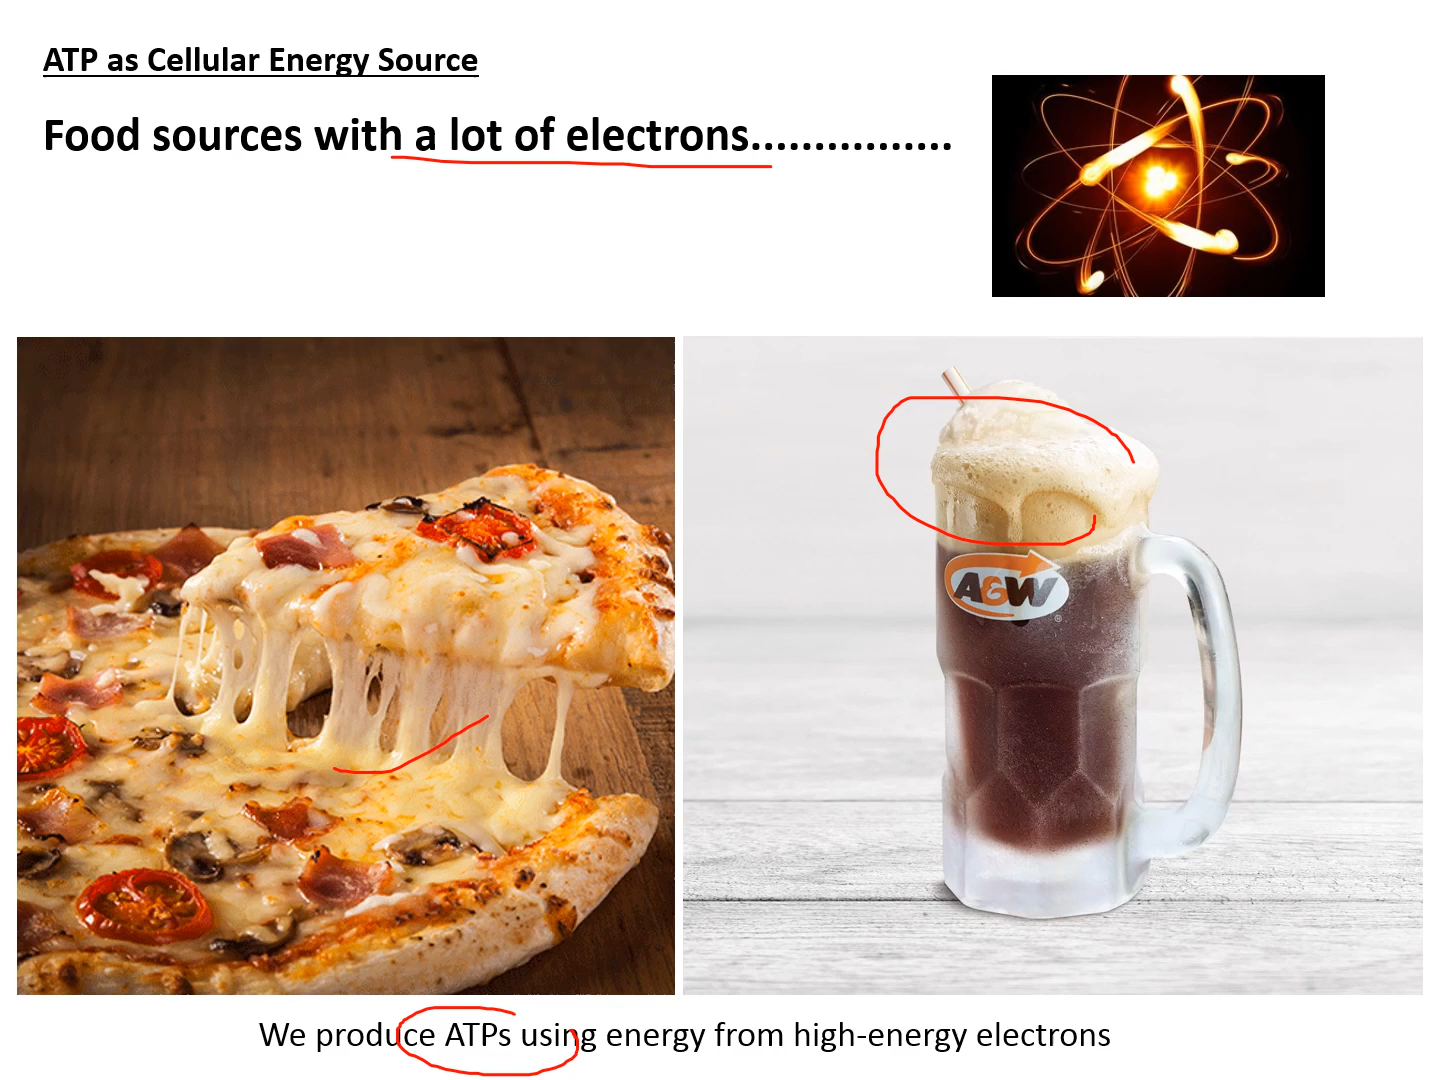 ATP as Cellular Energy Source
Food sources with a lot of electrons................
A&W
®
We produce ATPs using energy from high-energy electrons